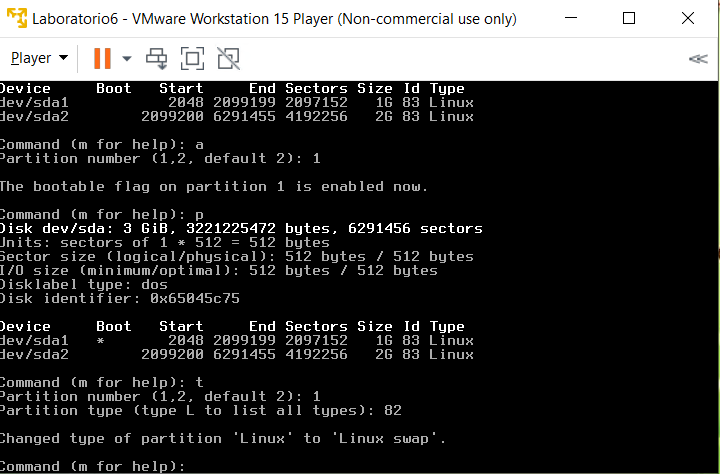 Laboratorio6 - VMware Workstation 15 Player (Non-commercial use only)
Player
Device     Boot   Start     End Sectors Size Id Type
dev/sda1           2048 2099199 2097152   1G 83 Linux
dev/sda2        2099200 6291455 4192256   2G 83 Linux
Command (m for help): a
Partition number (1,2, default 2): 1
The bootable flag on partition 1 is enabled now.
Command (m for help): p
Disk dev/sda: 3 GiB, 3221225472 bytes, 6291456 sectors
Units: sectors of 1 * 512 = 512 bytes
Sector size (logical/physical): 512 bytes / 512 bytes
I/O size (minimum/optimal): 512 bytes / 512 bytes
Disklabel type: dos
Disk identifier: 0x65045c75
Device     Boot   Start     End Sectors Size Id Type
dev/sda1   *       2048 2099199 2097152   1G 83 Linux
dev/sda2        2099200 6291455 4192256   2G 83 Linux
Command (m for help): t
Partition number (1,2, default 2): 1
Partition type (type L to list all types): 82
Changed type of partition 'Linux' to 'Linux swap'.
Command (m for help):